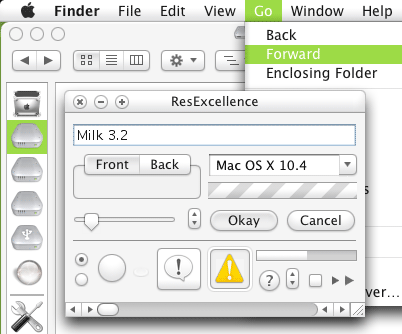 Finder File Edit View Go Window Help
Back
Forward
Enclosing Folder
ResExcellence
Milk 3.2
Front Back
Mac OS X 10.4
Okay Cancel
ver...